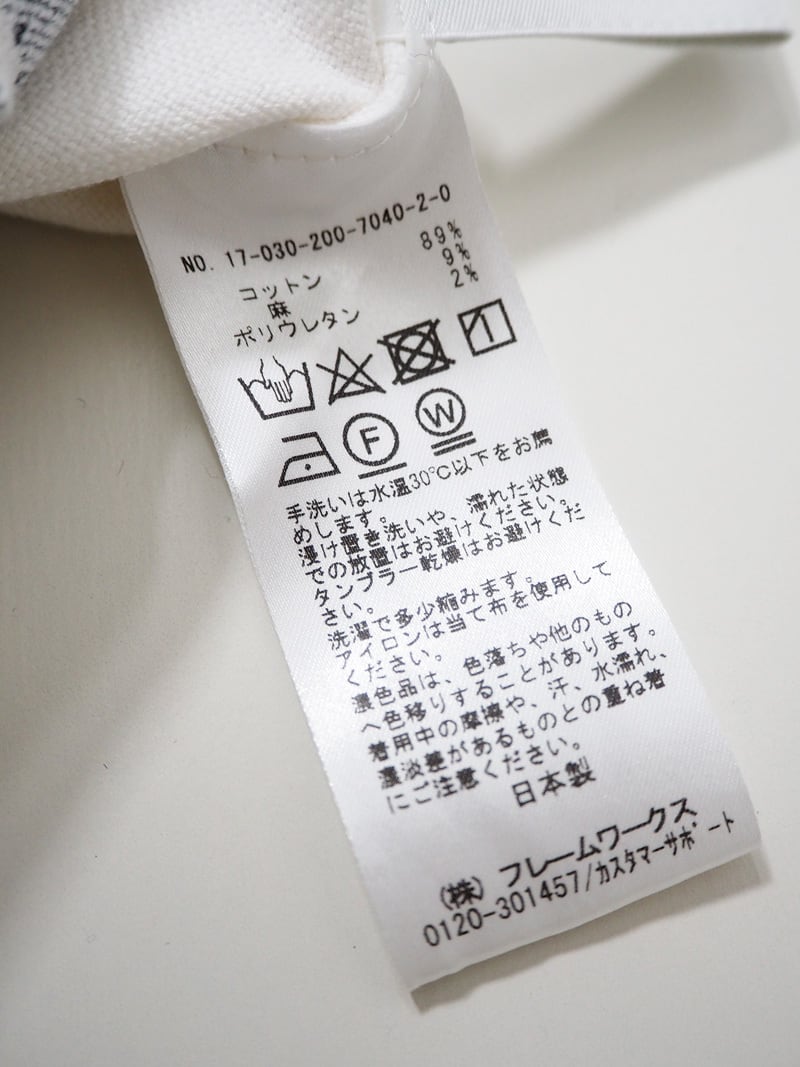 NO. 17-030-200-7040-2-0
コットン 89%
麻 9%
ポリウレタン 2%
F W
手洗いは水温30℃以下をお薦
めします。
浸け置き洗いや、濡れた状態
での放置はお避けください。
タンブラー乾燥はお避けくだ
さい。
洗濯で多少縮みます。
アイロンは当て布を使用して
ください。
濃色品は、色落ちや他のもの
へ色移りすることがあります。
着用中の摩擦や、汗、水濡れ、
濃淡差があるものとの重ね着
にご注意ください。
日本製
(株) フレームワークス
0120-301457/カスタマーサポート